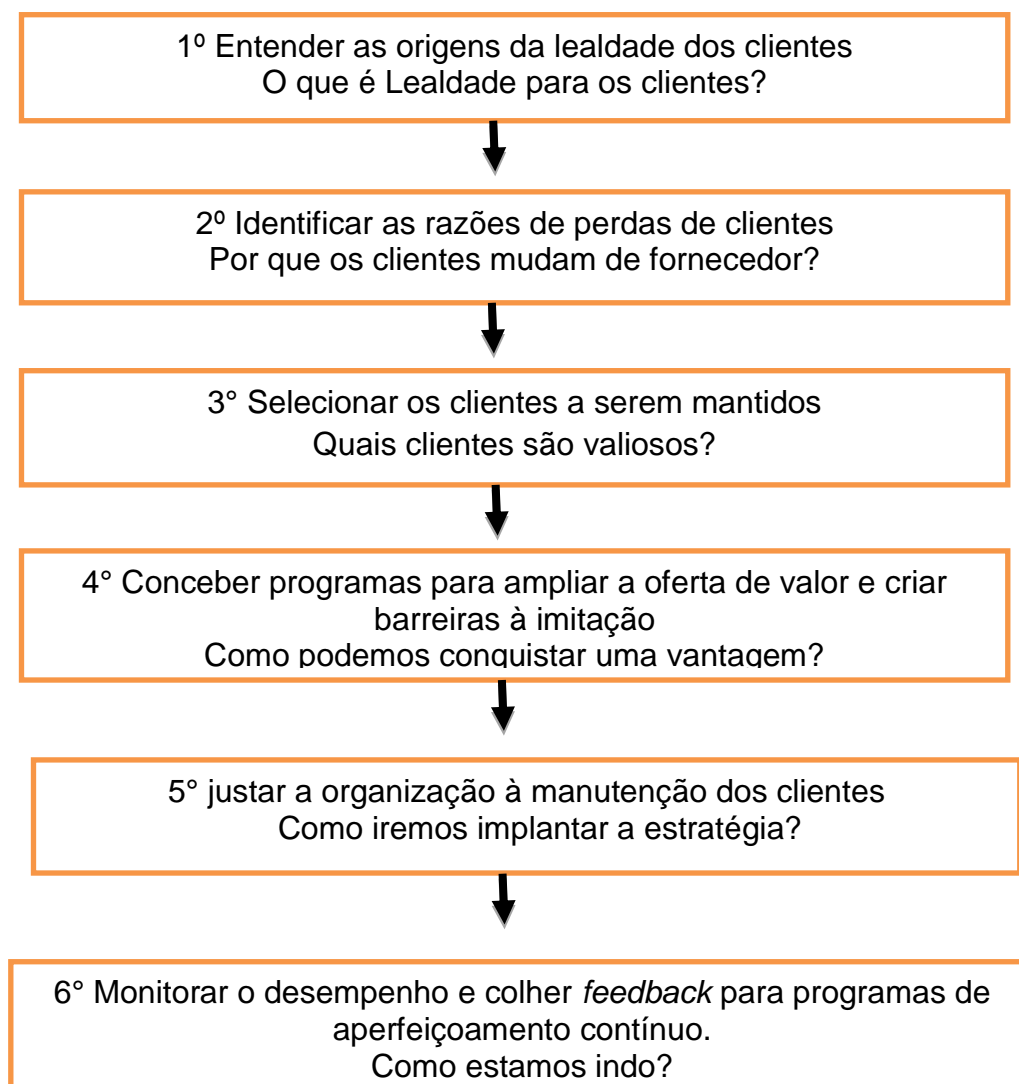 1º Entender as origens da lealdade dos clientes
O que é Lealdade para os clientes?
2º Identificar as razões de perdas de clientes
Por que os clientes mudam de fornecedor?
3° Selecionar os clientes a serem mantidos
Quais clientes são valiosos?
4° Conceber programas para ampliar a oferta de valor e criar
barreiras à imitação
Como podemos conquistar uma vantagem?
5° justar a organização à manutenção dos clientes
Como iremos implantar a estratégia?
6° Monitorar o desempenho e colher feedback para programas de
aperfeiçoamento contínuo.
Como estamos indo?